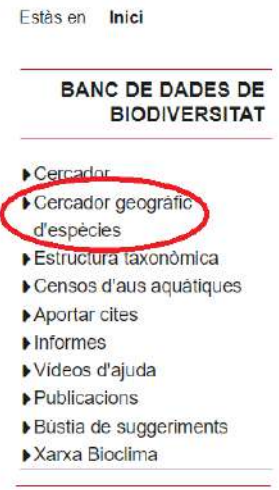 Estàs en Inici
BANC DE DADES DE
BIODIVERSITAT
Cercador
Cercador geogràfic
d'espècies
Estructura taxonòmica
Censos d'aus aquàtiques
Aportar cites
Informes
Vídeos d'ajuda
Publicacions
Bústia de suggeriments
Xarxa Bioclima